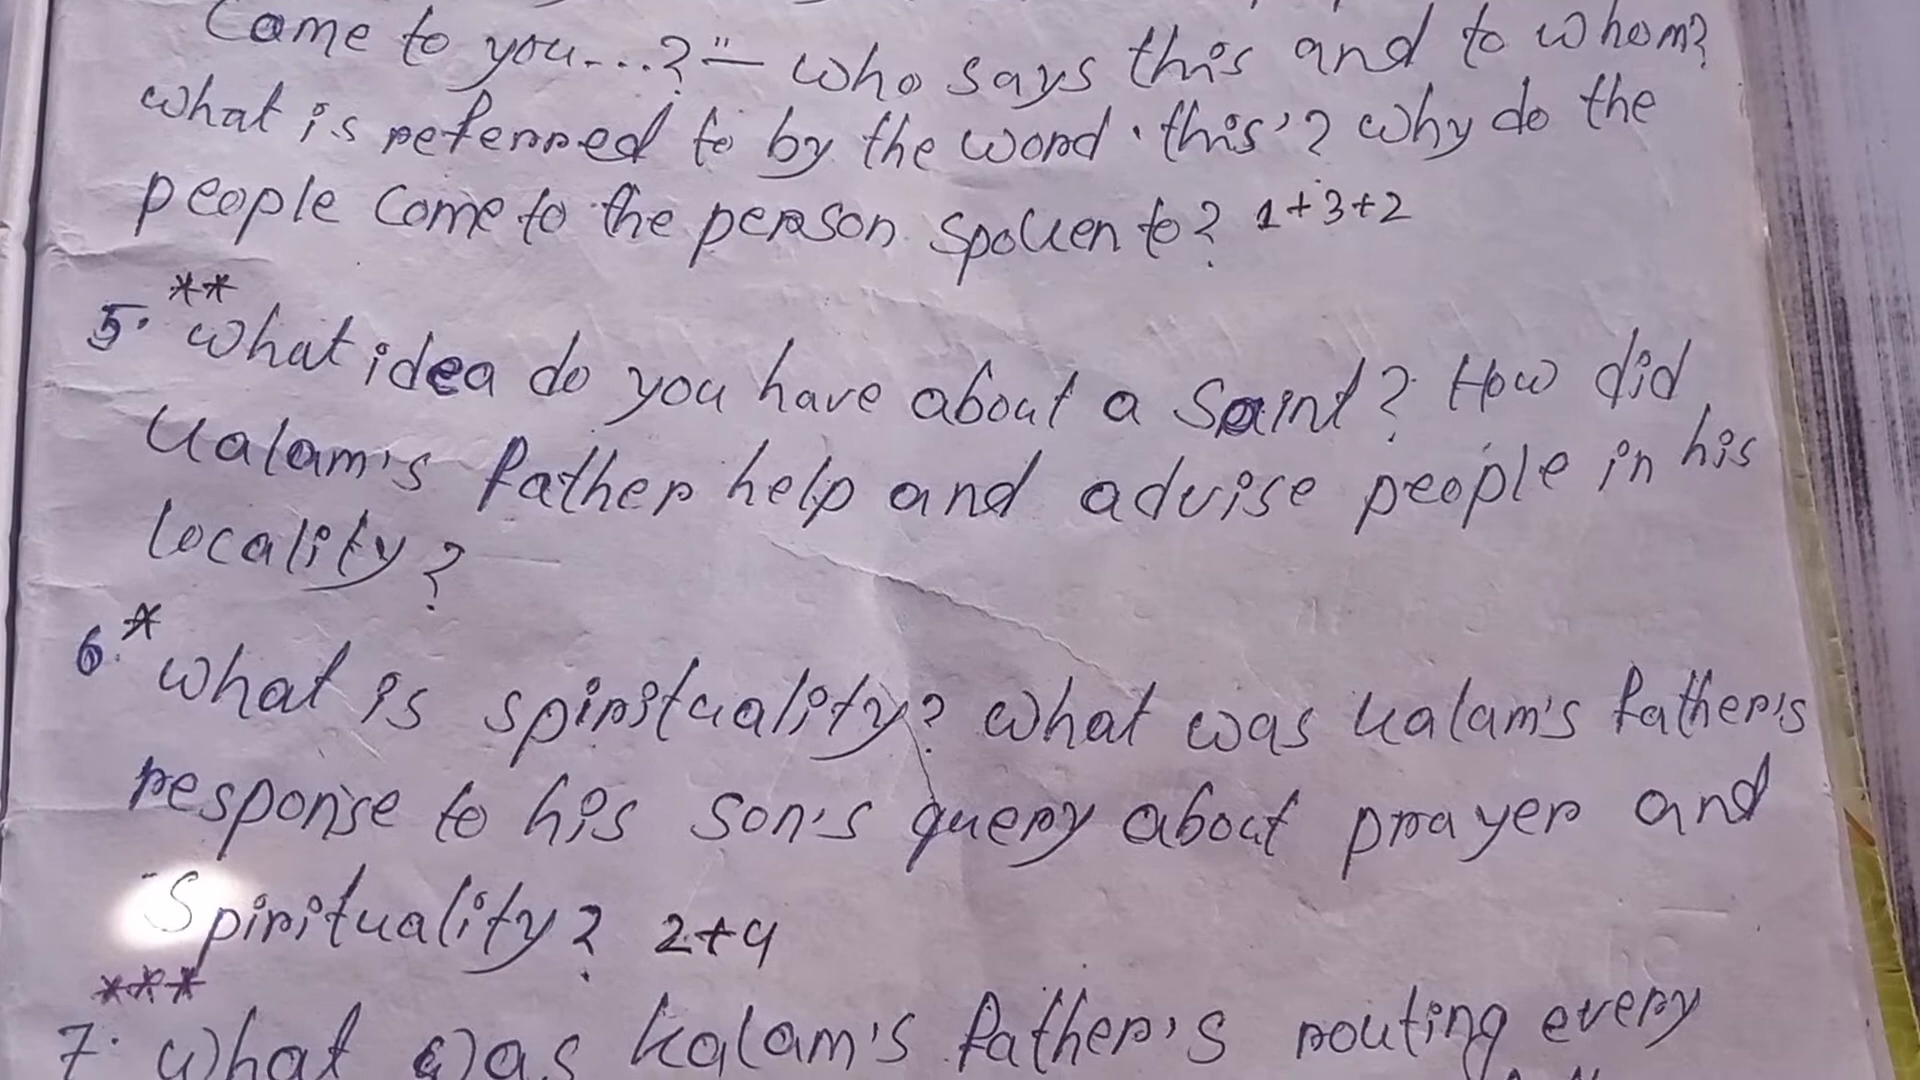 Came to you....?" — who says this and to whom?
what is referred to by the word 'this'? Why do the
people come to the person spoken to? 1+3+2
**
5. What idea do you have about a Saint? How did
Kalam's father help and advise people in his
locality?
*
6. What is spirituality? What was Kalam's father's
response to his son's query about prayer and
Spirituality? 2+4
***
7. What was Kalam's father's routing every